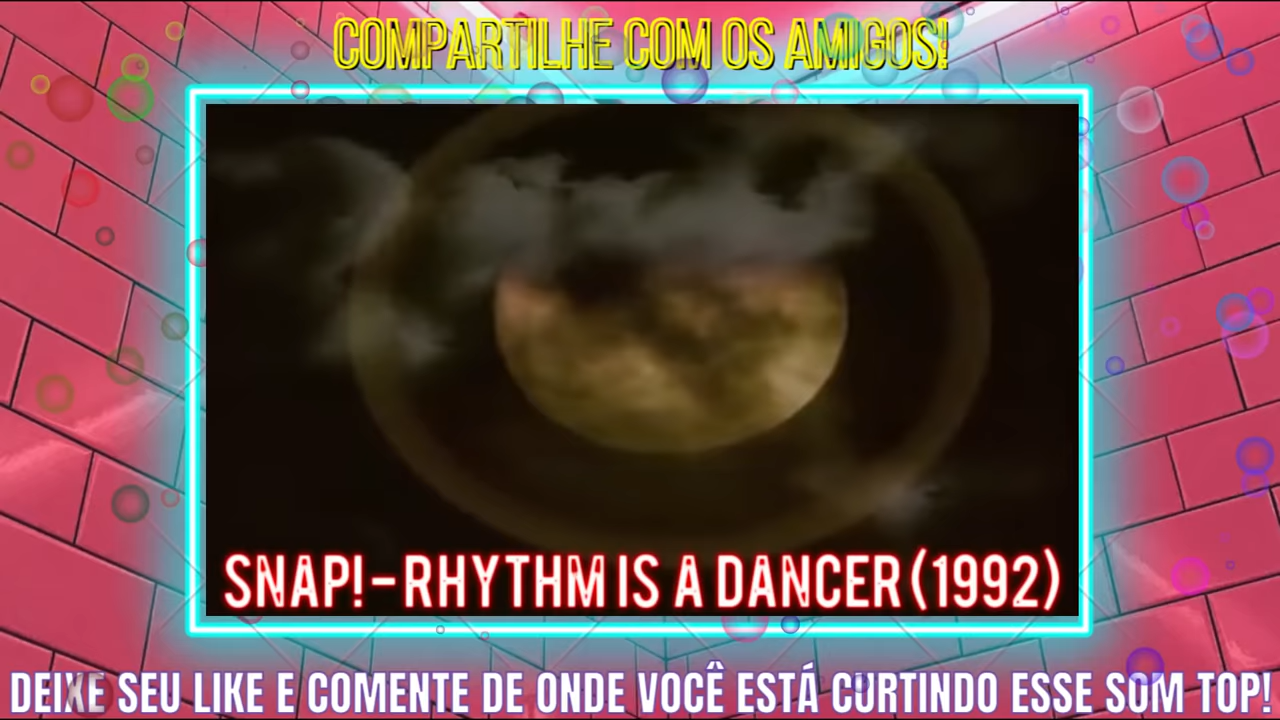 COMPARTILHE COM OS AMIGOS!
SNAP! - RHYTHM IS A DANCER (1992)
DEIXE SEU LIKE E COMENTE DE ONDE VOCÊ ESTÁ CURTINDO ESSE SOM TOP!